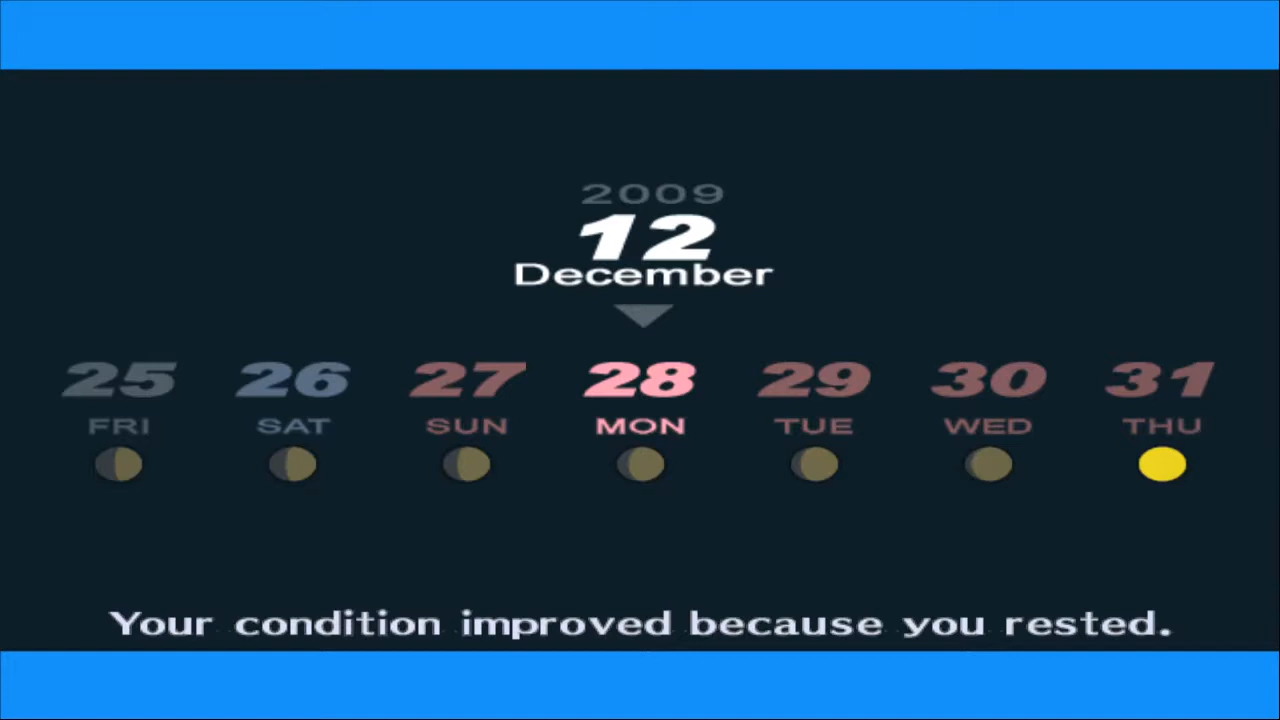 2009
12
December
25 26 27 28 29 30 31
FRI SAT SUN MON TUE WED THU
Your condition improved because you rested.